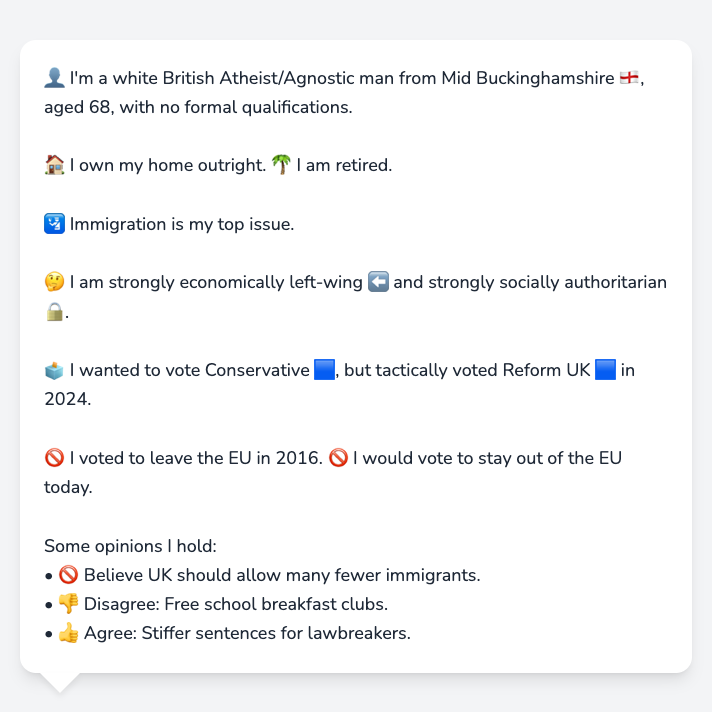 👤 I'm a white British Atheist/Agnostic man from Mid Buckinghamshire 🏴󠁧󠁢󠁥󠁮󠁧󠁿,
aged 68, with no formal qualifications.
🏠 I own my home outright. 🌴 I am retired.
🛂 Immigration is my top issue.
🤔 I am strongly economically left-wing ⬅️ and strongly socially authoritarian
🔒.
🗳️ I wanted to vote Conservative 🟦, but tactically voted Reform UK 🟦 in
2024.
🚫 I voted to leave the EU in 2016. 🚫 I would vote to stay out of the EU
today.
Some opinions I hold:
• 🚫 Believe UK should allow many fewer immigrants.
• 👎 Disagree: Free school breakfast clubs.
• 👍 Agree: Stiffer sentences for lawbreakers.